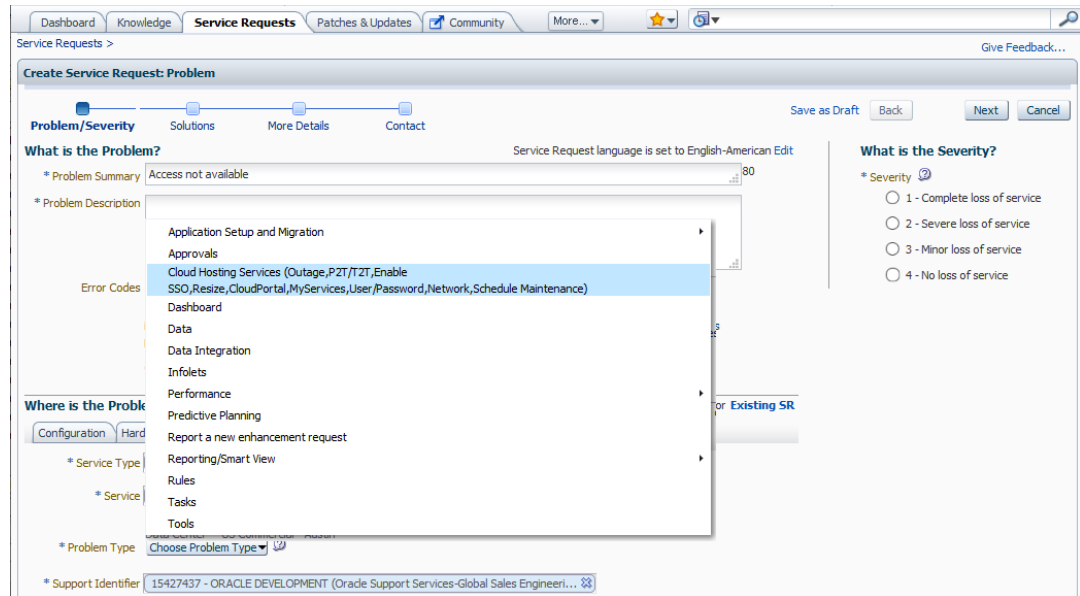 Dashboard Knowledge Service Requests Patches & Updates Community More...
Service Requests >
Give Feedback...
Create Service Request: Problem
Save as Draft Back Next Cancel
Problem/Severity Solutions More Details Contact
What is the Problem?
Service Request language is set to English-American Edit
What is the Severity?
* Problem Summary Access not available 80
* Severity
1 - Complete loss of service
2 - Severe loss of service
3 - Minor loss of service
4 - No loss of service
* Problem Description
Error Codes
Application Setup and Migration
Approvals
Cloud Hosting Services (Outage,P2T/T2T,Enable
SSO,Resize,CloudPortal,MyServices,User/Password,Network,Schedule Maintenance)
Dashboard
Data
Data Integration
Infolets
Performance
Predictive Planning
Report a new enhancement request
Reporting/Smart View
Rules
Tasks
Tools
Where is the Proble
or Existing SR
Configuration Hard
* Service Type
* Service
* Problem Type Choose Problem Type
* Support Identifier 15427437 - ORACLE DEVELOPMENT (Oracle Support Services-Global Sales Engineeri...